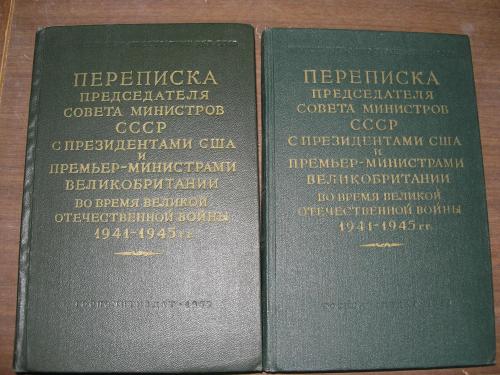 ПЕРЕПИСКА
ПРЕДСЕДАТЕЛЯ
СОВЕТА МИНИСТРОВ
СССР
С ПРЕЗИДЕНТАМИ США
И
ПРЕМЬЕР-МИНИСТРАМИ
ВЕЛИКОБРИТАНИИ
ВО ВРЕМЯ ВЕЛИКОЙ
ОТЕЧЕСТВЕННОЙ ВОЙНЫ
1941-1945 гг.
ПЕРЕПИСКА
ПРЕДСЕДАТЕЛЯ
СОВЕТА МИНИСТРОВ
СССР
С ПРЕЗИДЕНТАМИ США
И
ПРЕМЬЕР-МИНИСТРАМИ
ВЕЛИКОБРИТАНИИ
ВО ВРЕМЯ ВЕЛИКОЙ
ОТЕЧЕСТВЕННОЙ ВОЙНЫ
1941-1945 гг.